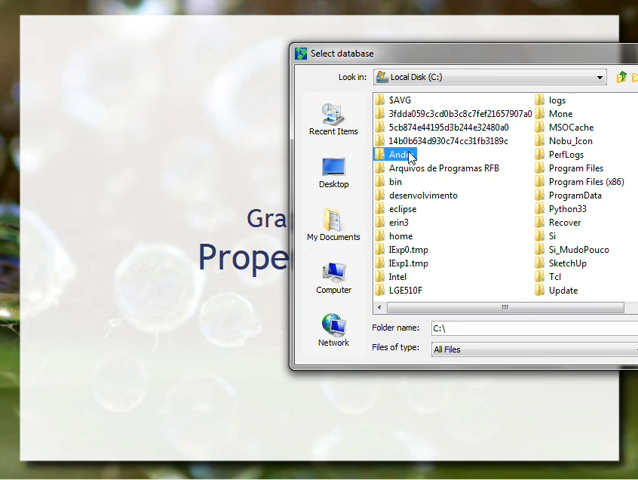 Select database
Look in:
Local Disk (C:)
Recent Items
Desktop
My Documents
Computer
Network
$AVG
3fdda059c3cd0b3c8c7fef21657907a0
5cb874e44195d3b244e32480a0
14b0b634d930c74cc31fb3389c
Arquivos de Programas RFB
bin
desenvolvimento
eclipse
erin3
home
IExp0.tmp
IExp1.tmp
Intel
LGE510F
logs
Mone
MSOCache
Nobu_Icon
PerfLogs
Program Files
Program Files (x86)
ProgramData
Python33
Recover
Si
Si_MudoPouco
SketchUp
Tcl
Update
Folder name:
C:\
Files of type:
All Files
Gra
Prope